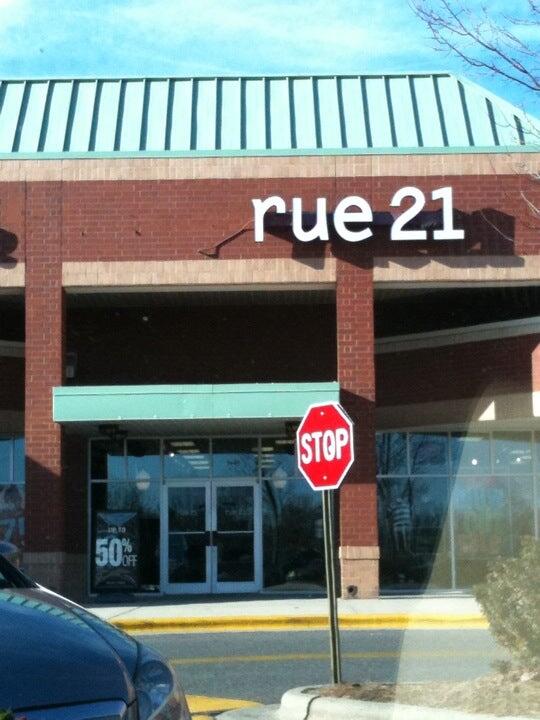 rue 21
STOP
UP TO
50%
OFF